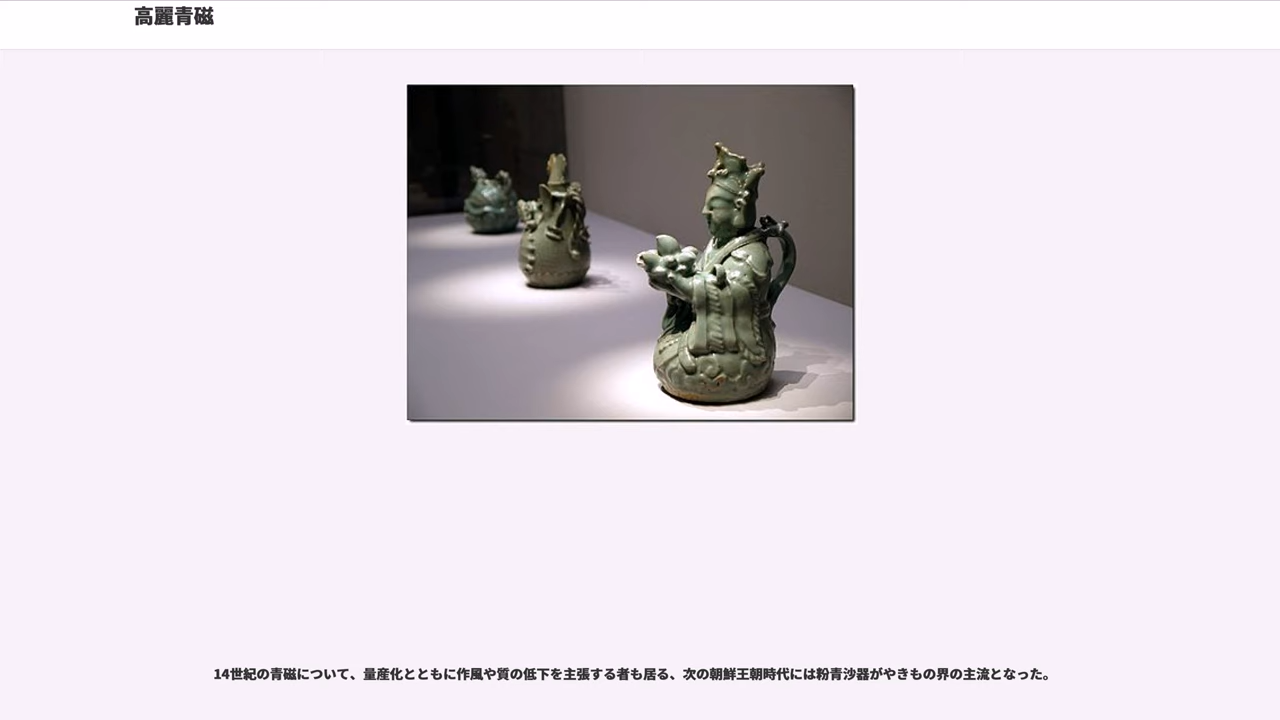 高麗青磁
14世紀の青磁について、量産化とともに作風や質の低下を主張する者も居る、次の朝鮮王朝時代には粉青沙器がやきもの界の主流となった。